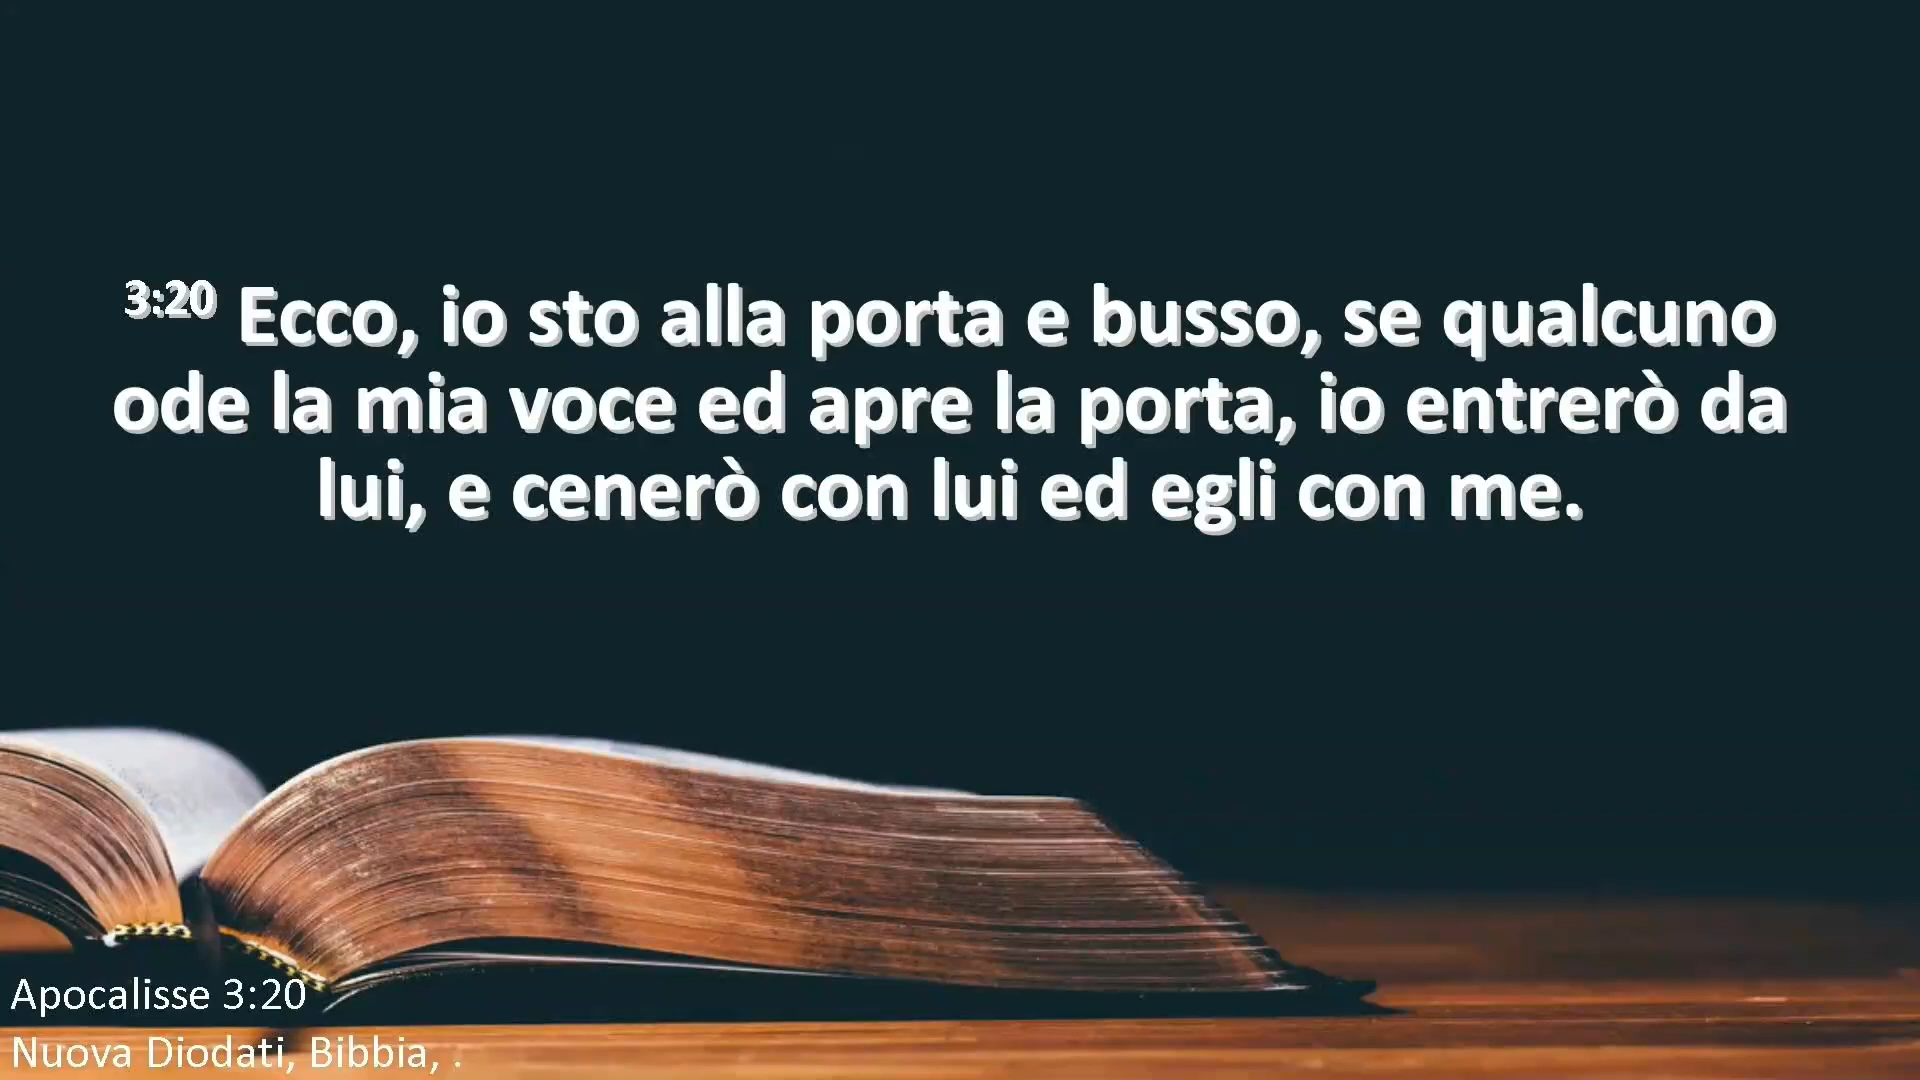 3:20 Ecco, io sto alla porta e busso, se qualcuno
ode la mia voce ed apre la porta, io entrerò da
lui, e cenerò con lui ed egli con me.
Apocalisse 3:20
Nuova Diodati, Bibbia, .